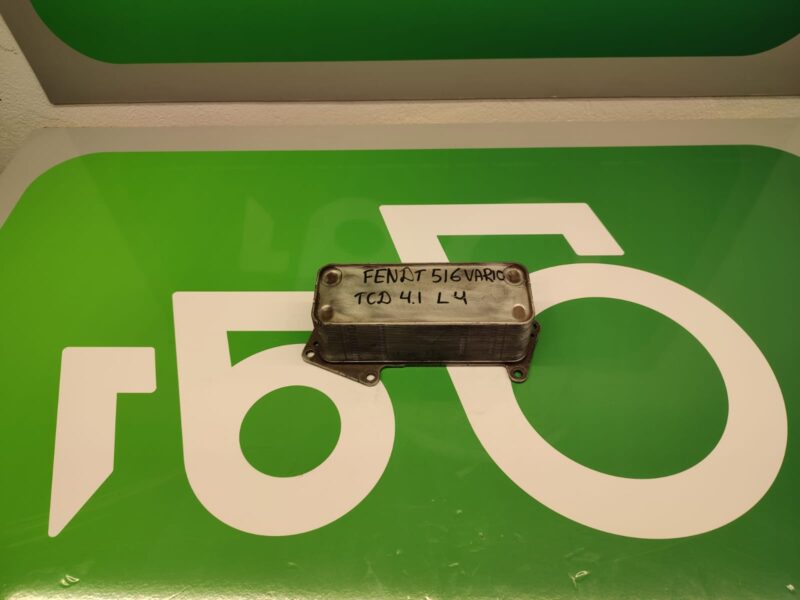 FENDT 516 VARIO
TCD 4.1 L4